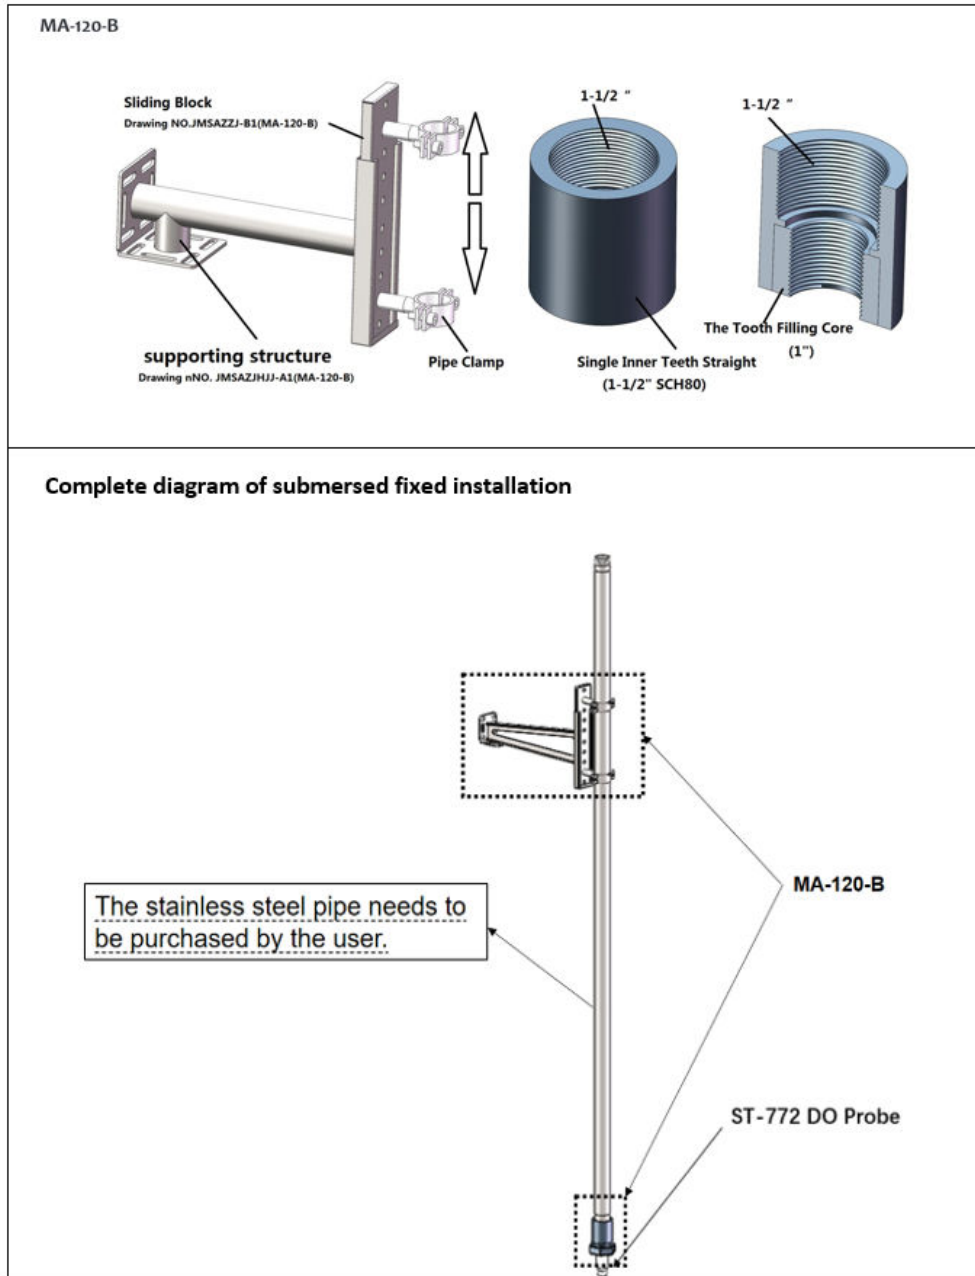 MA-120-B
Sliding Block
Drawing NO.JMSAZZJ-B1(MA-120-B)
1-1/2 "
1-1/2 "
supporting structure
Drawing nNO. JMSAZJHJJ-A1(MA-120-B)
Pipe Clamp
Single Inner Teeth Straight
(1-1/2" SCH80)
The Tooth Filling Core
(1")
Complete diagram of submersed fixed installation
The stainless steel pipe needs to
be purchased by the user.
MA-120-B
ST-772 DO Probe